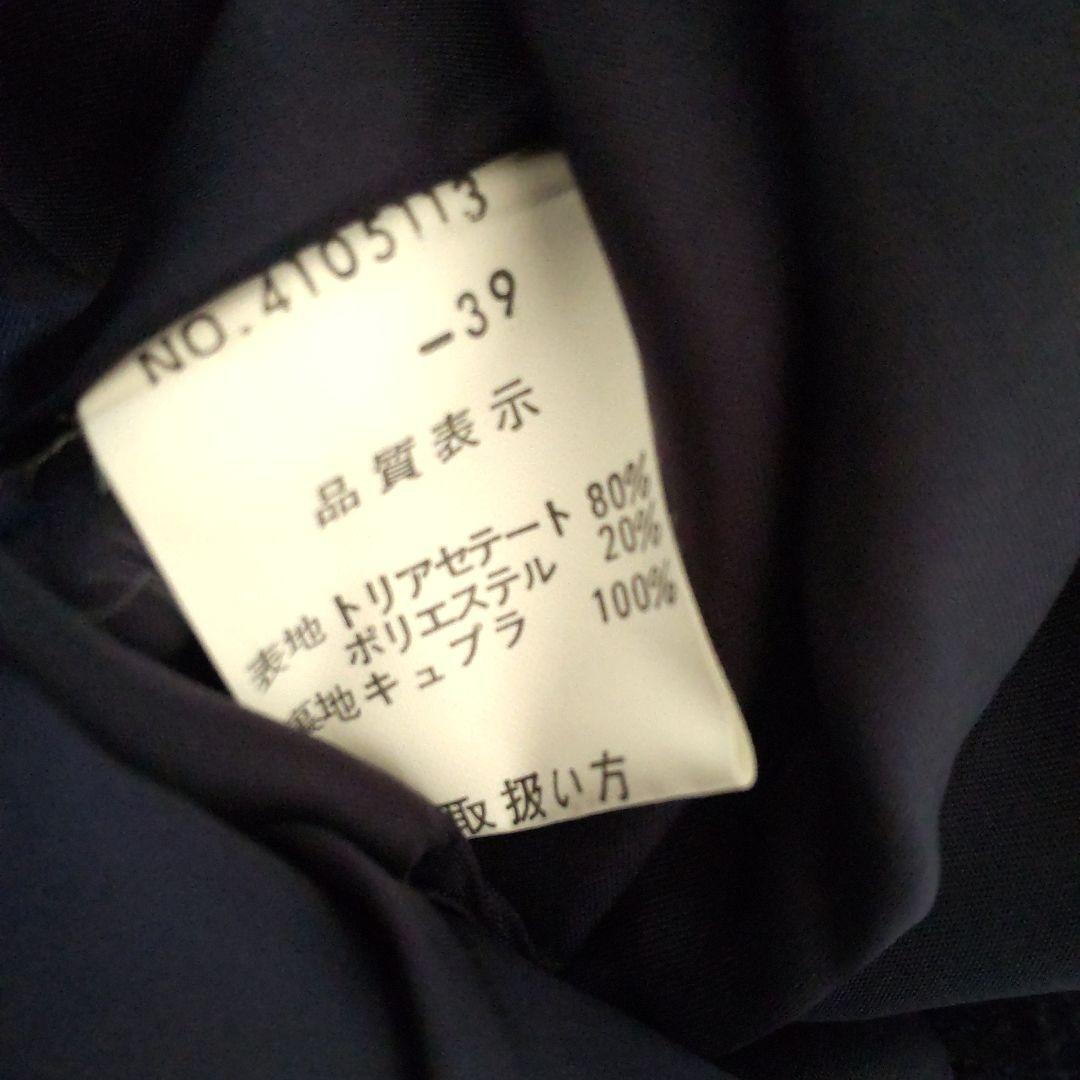 NO.4105113
-39
品質表示
表地 トリアセテート 80%
ポリエステル 20%
裏地 キュプラ 100%
取扱い方